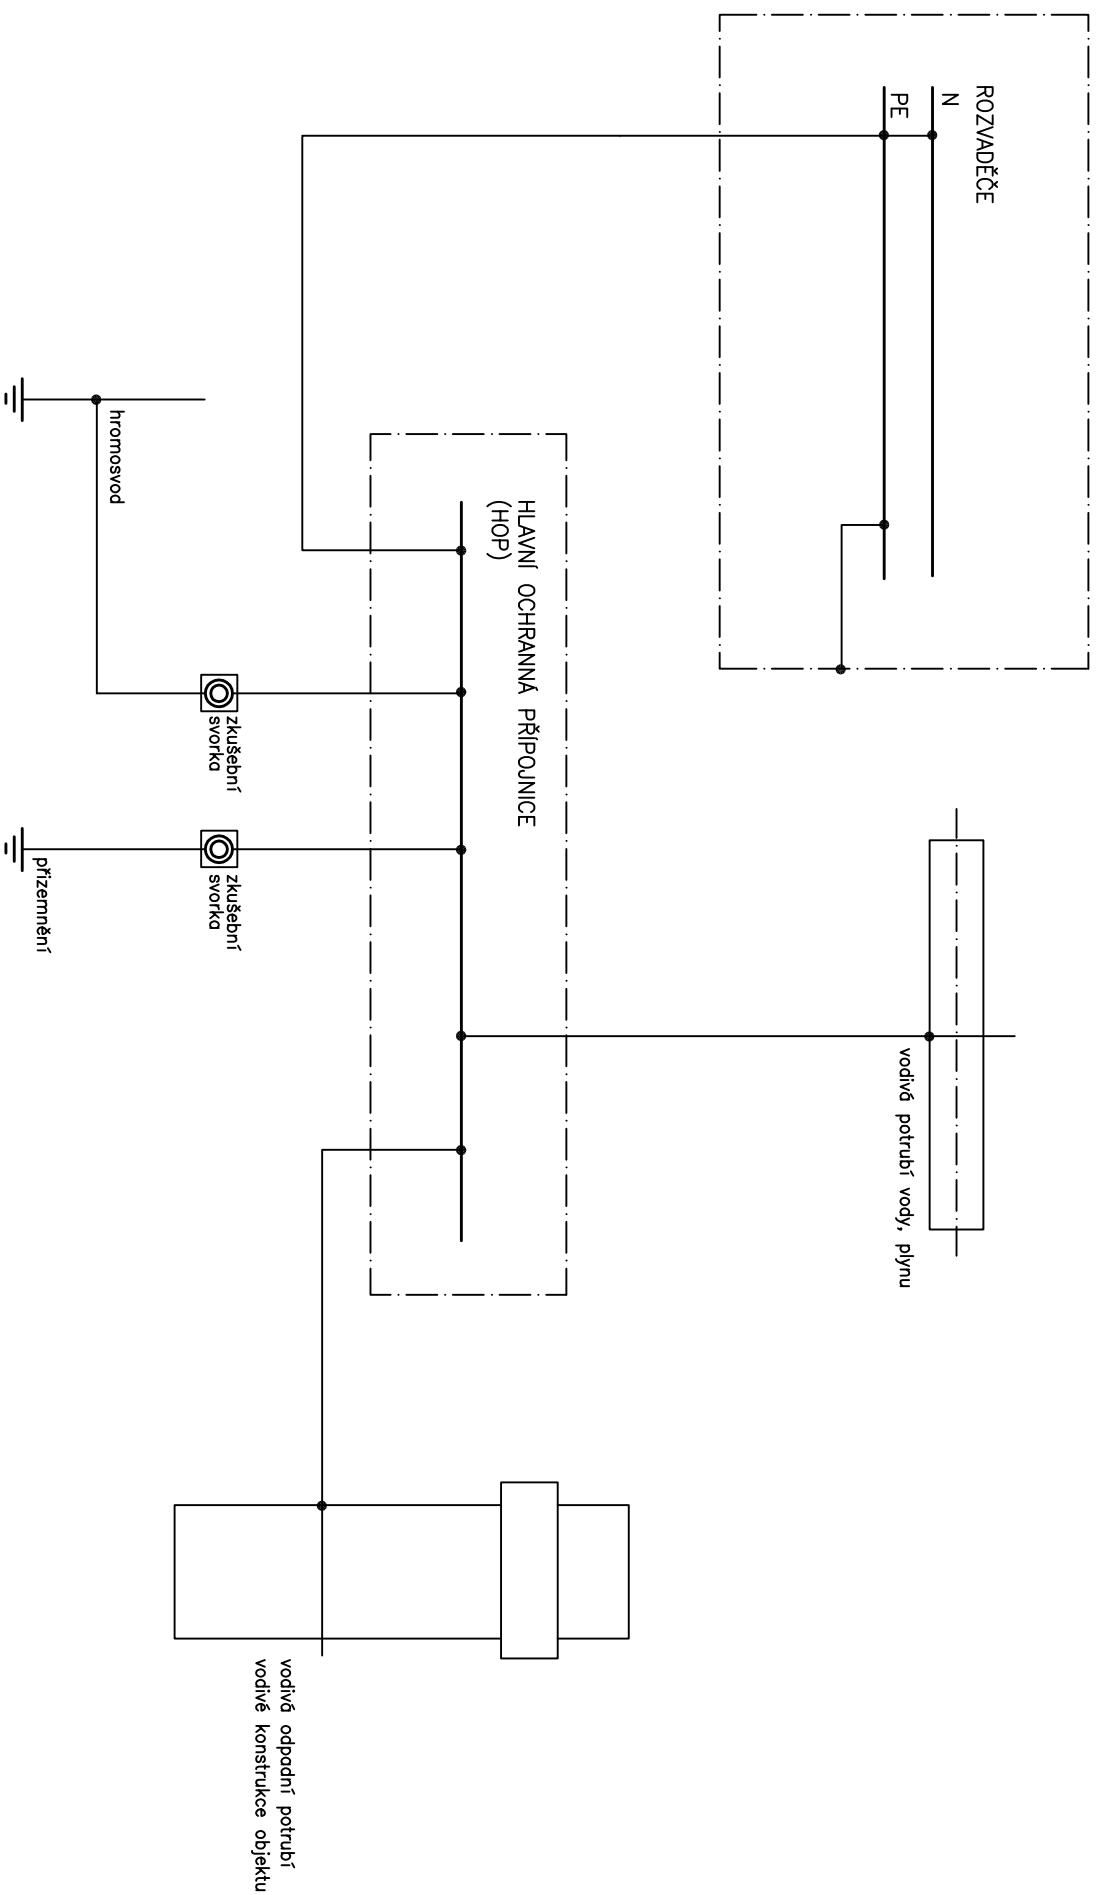 ROZVADĚČE
N
PE
HLAVNÍ OCHRANNÁ PŘÍPOJNICE
(HOP)
vodivá potrubí vody, plynu
hromosvod
zkušební
svorka
zkušební
svorka
přizemnění
vodivá odpadní potrubí
vodivé konstrukce objektu